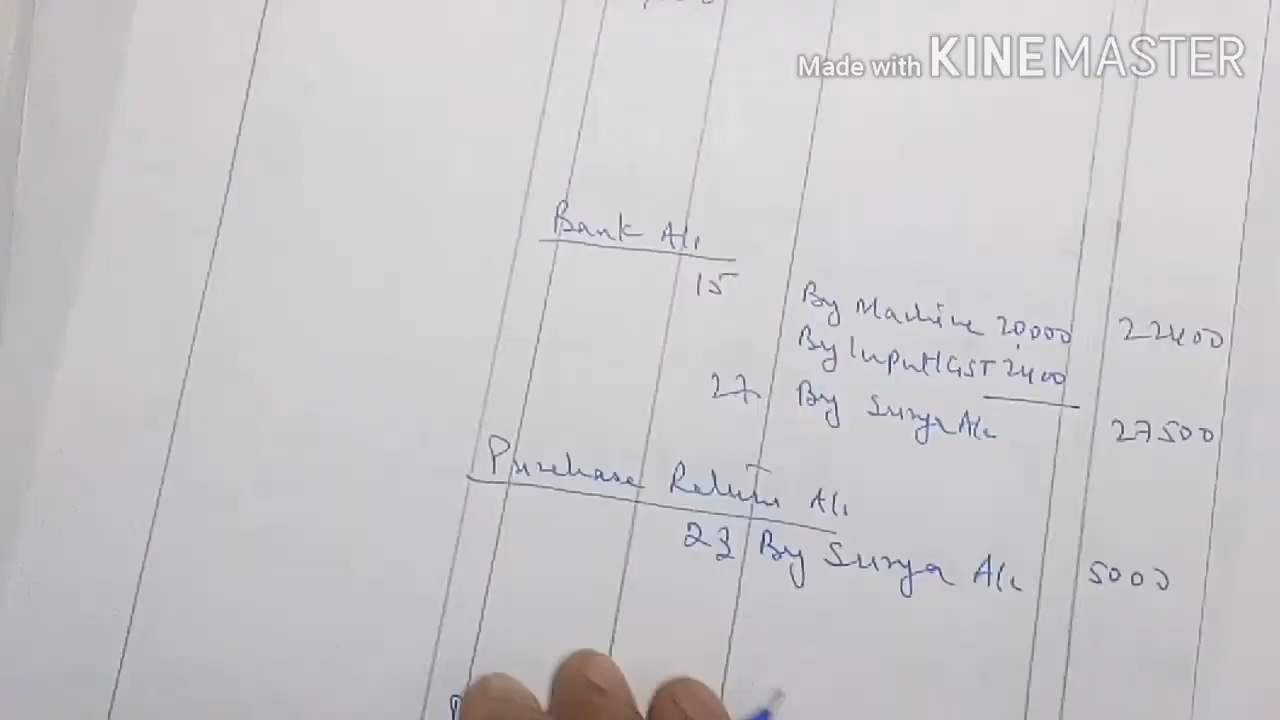 Made with KINEMASTER
Bank A/c
15 By Machine 20,000 22400
By Input IGST 2400
27 By Surya A/c 27500
Purchase Return A/c
23 By Surya A/c 5000